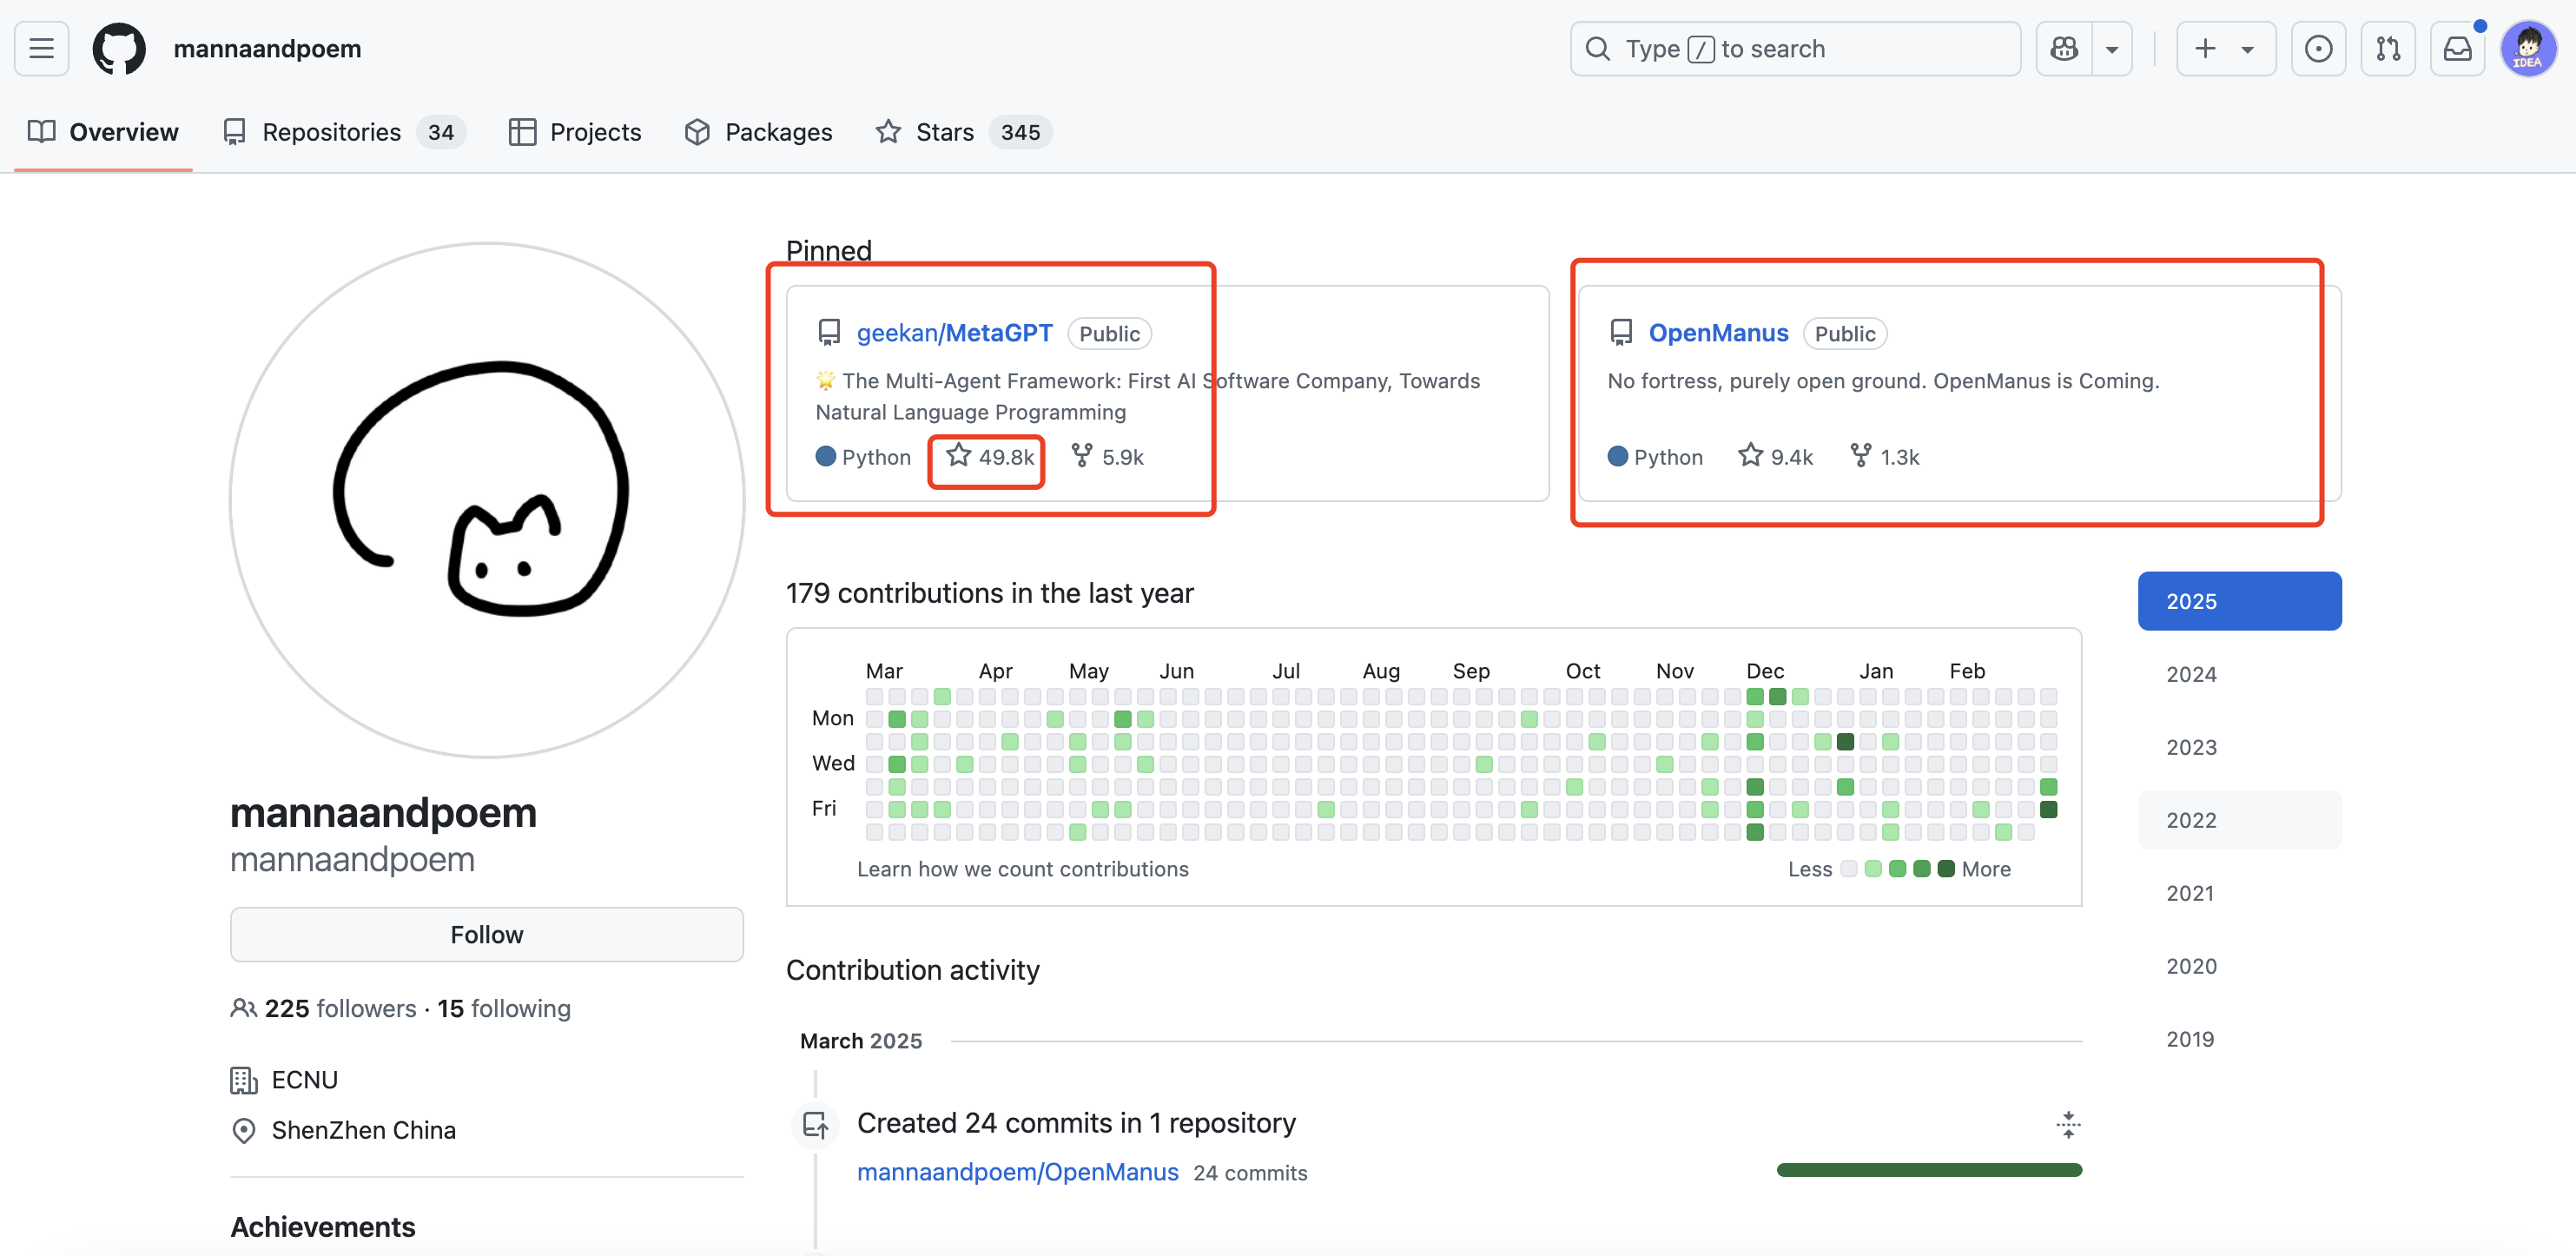 mannaandpoem
Type / to search
IDEA
Overview
Repositories 34
Projects
Packages
Stars 345
mannaandpoem
mannaandpoem
Follow
225 followers · 15 following
ECNU
ShenZhen China
Achievements
Pinned
geekan/MetaGPT Public
The Multi-Agent Framework: First AI Software Company, Towards
Natural Language Programming
Python 49.8k 5.9k
OpenManus Public
No fortress, purely open ground. OpenManus is Coming.
Python 9.4k 1.3k
179 contributions in the last year
Mar Apr May Jun Jul Aug Sep Oct Nov Dec Jan Feb
Mon
Wed
Fri
Learn how we count contributions
Less More
2025
2024
2023
2022
2021
2020
2019
Contribution activity
March 2025
Created 24 commits in 1 repository
mannaandpoem/OpenManus 24 commits